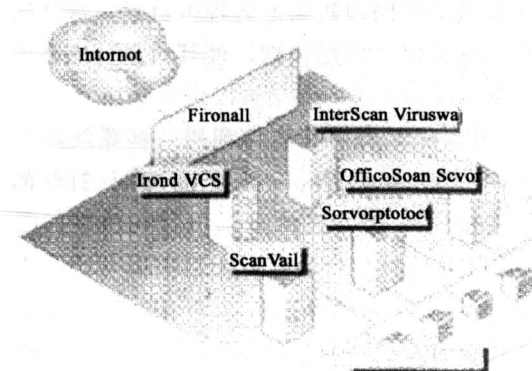 Intornot
Fironall
InterScan Viruswa
Irond VCS
OfficoSoan Scvor
Sorvorptotoct
ScanVail